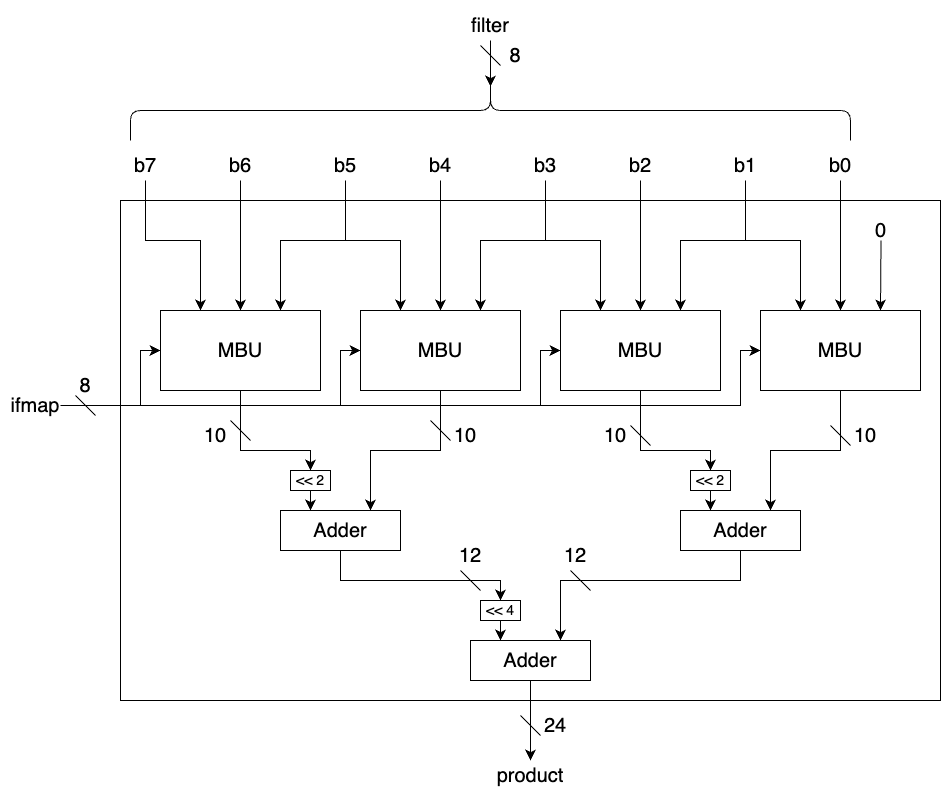 filter
8
b7 b6 b5 b4 b3 b2 b1 b0
0
MBU MBU MBU MBU
8
ifmap
10 10 10 10
<< 2 << 2
Adder Adder
12 12
<< 4
Adder
24
product